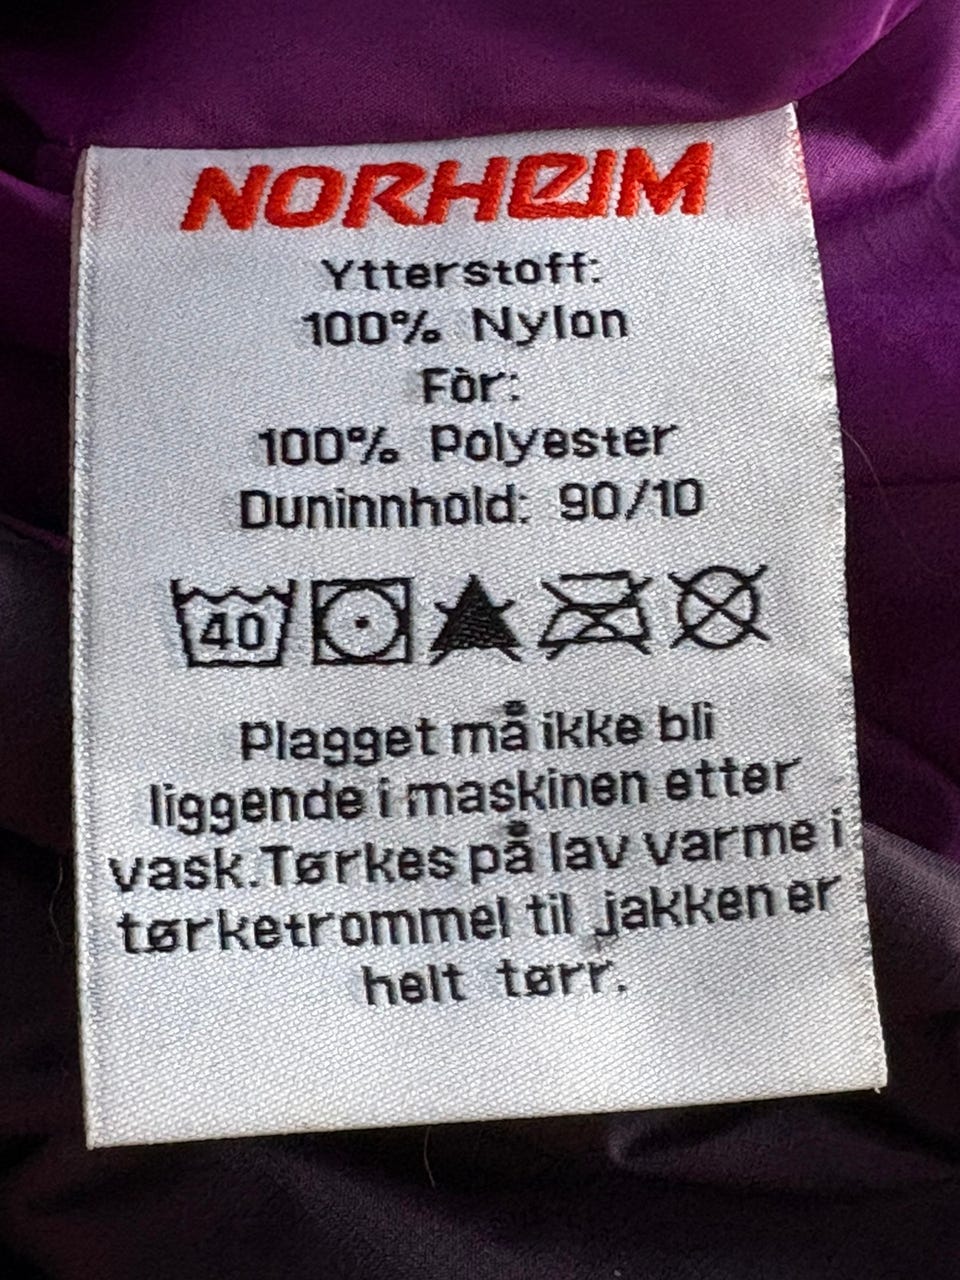 NORHEIM
Ytterstoff:
100% Nylon
Fòr:
100% Polyester
Duninnhold: 90/10
40
Plagget må ikke bli
liggende i maskinen etter
vask.Tørkes på lav varme i
tørketrommel til jakken er
helt tørr.